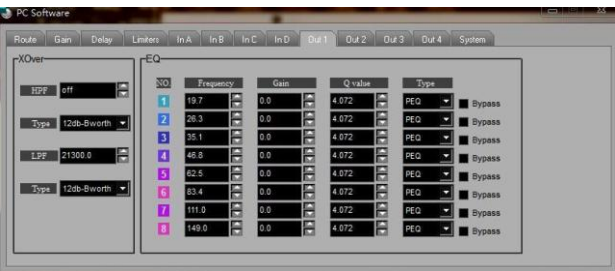 PC Software
Route Gain Delay Limiters In A In B In C In D Out 1 Out 2 Out 3 Out 4 System
XOver
EQ
NO. Frequency Gain Q value Type
HPF off
Type 12db-Bworth
LPF 21300.0
Type 12db-Bworth
1 19.7 0.0 4.072 PEQ Bypass
2 26.3 0.0 4.072 PEQ Bypass
3 35.1 0.0 4.072 PEQ Bypass
4 46.8 0.0 4.072 PEQ Bypass
5 62.5 0.0 4.072 PEQ Bypass
6 83.4 0.0 4.072 PEQ Bypass
7 111.0 0.0 4.072 PEQ Bypass
8 149.0 0.0 4.072 PEQ Bypass